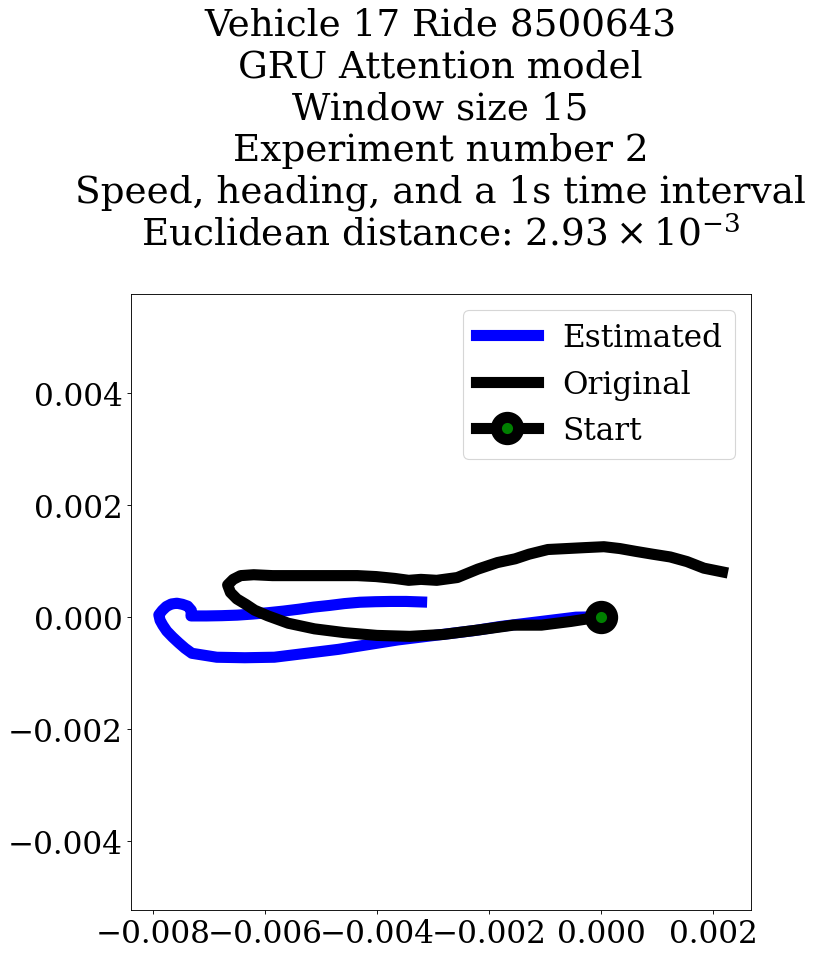 Vehicle 17 Ride 8500643
GRU Attention model
Window size 15
Experiment number 2
Speed, heading, and a 1s time interval
Euclidean distance: 2.93 × 10⁻³
Estimated
Original
Start
0.004
0.002
0.000
−0.002
−0.004
−0.008 −0.006 −0.004 −0.002 0.000 0.002